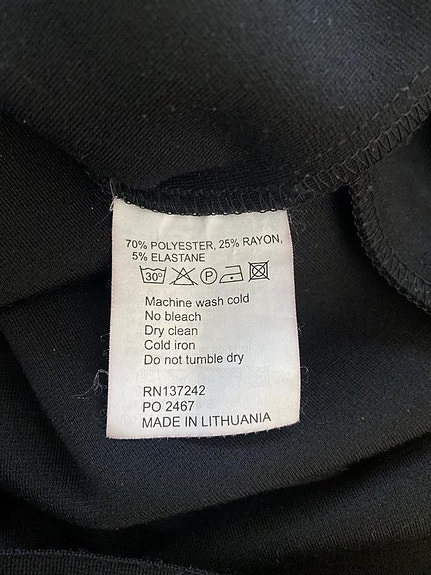 70% POLYESTER, 25% RAYON,
5% ELASTANE
30° P
Machine wash cold
No bleach
Dry clean
Cold iron
Do not tumble dry
RN137242
PO 2467
MADE IN LITHUANIA